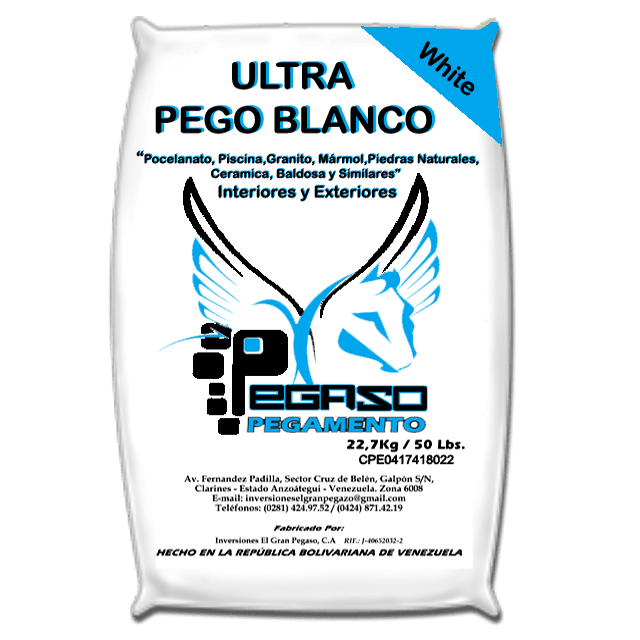 White
ULTRA
PEGO BLANCO
“Pocelanato, Piscina,Granito, Mármol,Piedras Naturales,
Ceramica, Baldosa y Similares”
Interiores y Exteriores
PEGASO
PEGAMENTO
22,7Kg / 50 Lbs.
CPE0417418022
Av. Fernandez Padilla, Sector Cruz de Belén, Galpón S/N,
Clarines - Estado Anzoátegui - Venezuela. Zona 6008
E-mail: inversioneselgranpegazo@gmail.com
Teléfonos: (0281) 424.97.52 / (0424) 871.42.19
Fabricado Por:
Inversiones El Gran Pegaso, C.A RIF.: J-40652032-2
HECHO EN LA REPÚBLICA BOLIVARIANA DE VENEZUELA